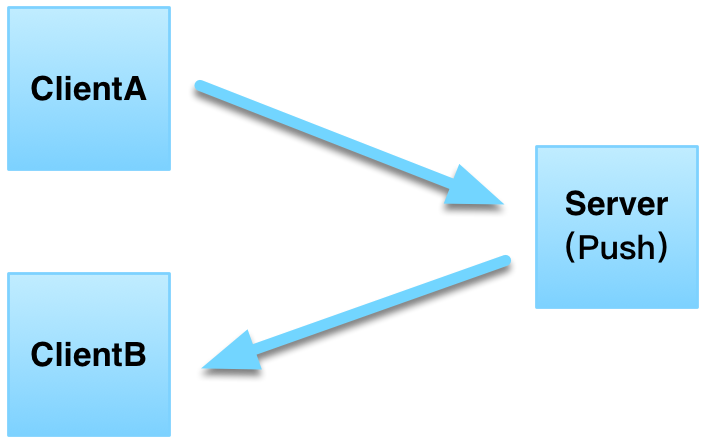 ClientA
Server
(Push)
ClientB